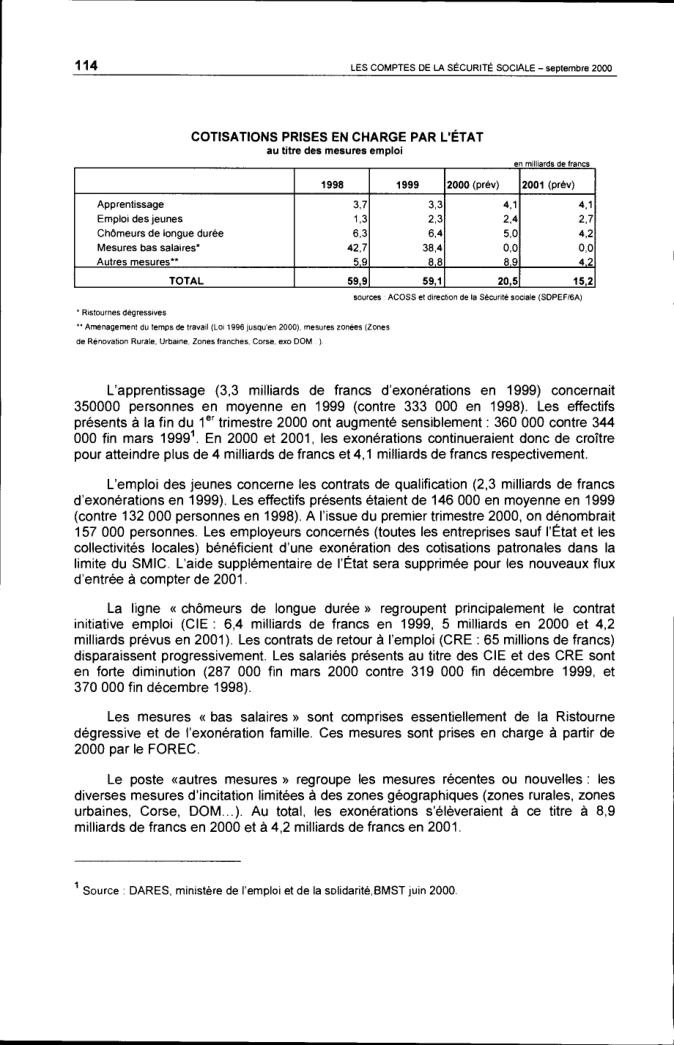 114
LES COMPTES DE LA SÉCURITÉ SOCIALE – septembre 2000
COTISATIONS PRISES EN CHARGE PAR L'ÉTAT
au titre des mesures emploi
en milliards de francs
1998 1999 2000 (prév) 2001 (prév)
Apprentissage 3,7 3,3 4,1 4,1
Emploi des jeunes 1,3 2,3 2,4 2,7
Chômeurs de longue durée 6,3 6,4 5,0 4,2
Mesures bas salaires* 42,7 38,4 0,0 0,0
Autres mesures** 5,9 8,8 8,9 4,2
TOTAL 59,9 59,1 20,5 15,2
sources : ACOSS et direction de la Sécurité sociale (SDPEF/6A)
* Ristournes dégressives
** Aménagement du temps de travail (Loi 1996 jusqu'en 2000), mesures zonées (Zones
de Rénovation Rurale, Urbaine, Zones franches, Corse, exo DOM...).
L'apprentissage (3,3 milliards de francs d'exonérations en 1999) concernait
350000 personnes en moyenne en 1999 (contre 333 000 en 1998). Les effectifs
présents à la fin du 1er trimestre 2000 ont augmenté sensiblement : 360 000 contre 344
000 fin mars 1999¹. En 2000 et 2001, les exonérations continueraient donc de croître
pour atteindre plus de 4 milliards de francs et 4,1 milliards de francs respectivement.
L'emploi des jeunes concerne les contrats de qualification (2,3 milliards de francs
d'exonérations en 1999). Les effectifs présents étaient de 146 000 en moyenne en 1999
(contre 132 000 personnes en 1998). A l'issue du premier trimestre 2000, on dénombrait
157 000 personnes. Les employeurs concernés (toutes les entreprises sauf l'État et les
collectivités locales) bénéficient d'une exonération des cotisations patronales dans la
limite du SMIC. L'aide supplémentaire de l'État sera supprimée pour les nouveaux flux
d'entrée à compter de 2001.
La ligne « chômeurs de longue durée » regroupent principalement le contrat
initiative emploi (CIE : 6,4 milliards de francs en 1999, 5 milliards en 2000 et 4,2
milliards prévus en 2001). Les contrats de retour à l'emploi (CRE : 65 millions de francs)
disparaissent progressivement. Les salariés présents au titre des CIE et des CRE sont
en forte diminution (287 000 fin mars 2000 contre 319 000 fin décembre 1999, et
370 000 fin décembre 1998).
Les mesures « bas salaires » sont comprises essentiellement de la Ristourne
dégressive et de l'exonération famille. Ces mesures sont prises en charge à partir de
2000 par le FOREC.
Le poste «autres mesures » regroupe les mesures récentes ou nouvelles : les
diverses mesures d'incitation limitées à des zones géographiques (zones rurales, zones
urbaines, Corse, DOM...). Au total, les exonérations s'élèveraient à ce titre à 8,9
milliards de francs en 2000 et à 4,2 milliards de francs en 2001.
1 Source : DARES, ministère de l'emploi et de la solidarité,BMST juin 2000.